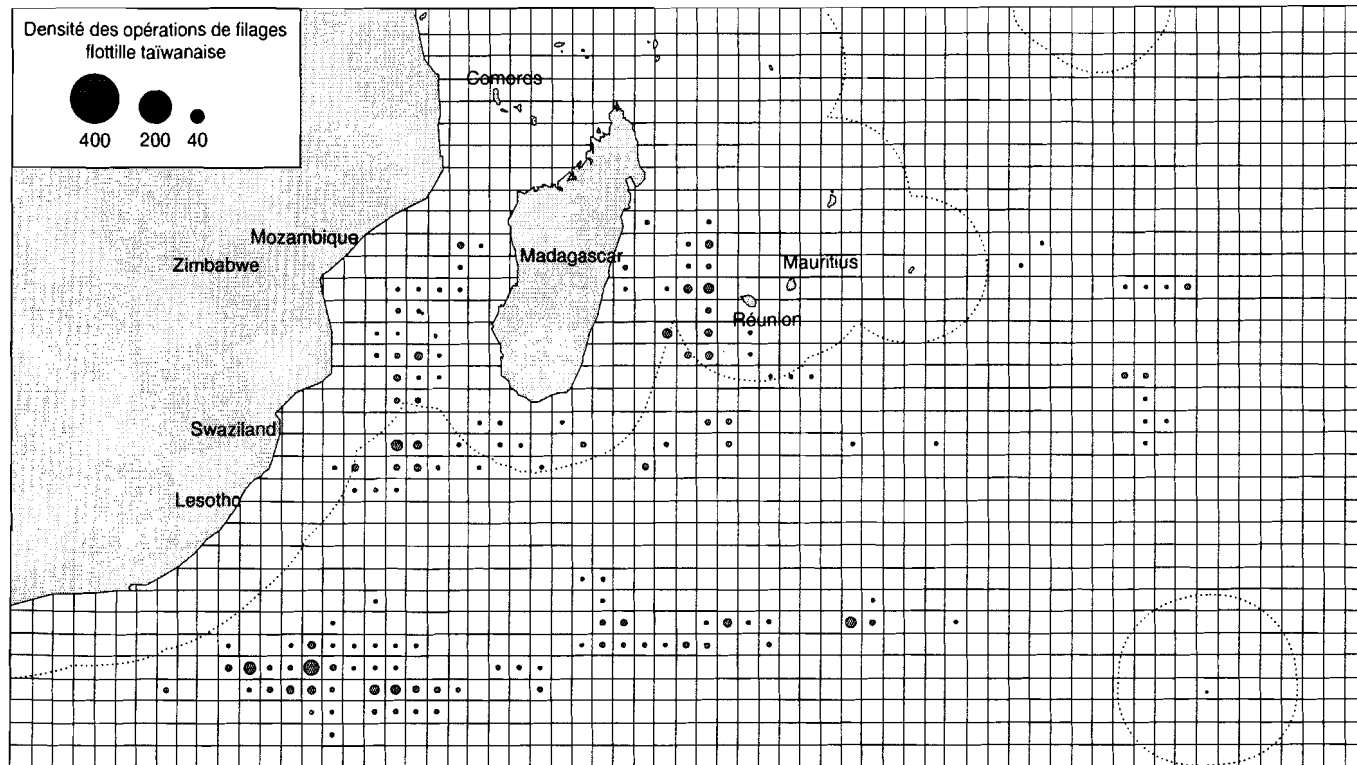 Densité des opérations de filages
flottille taïwanaise
400 200 40
Comores
Mozambique
Madagascar
Zimbabwe
Mauritius
Réunion
Swaziland
Lesotho